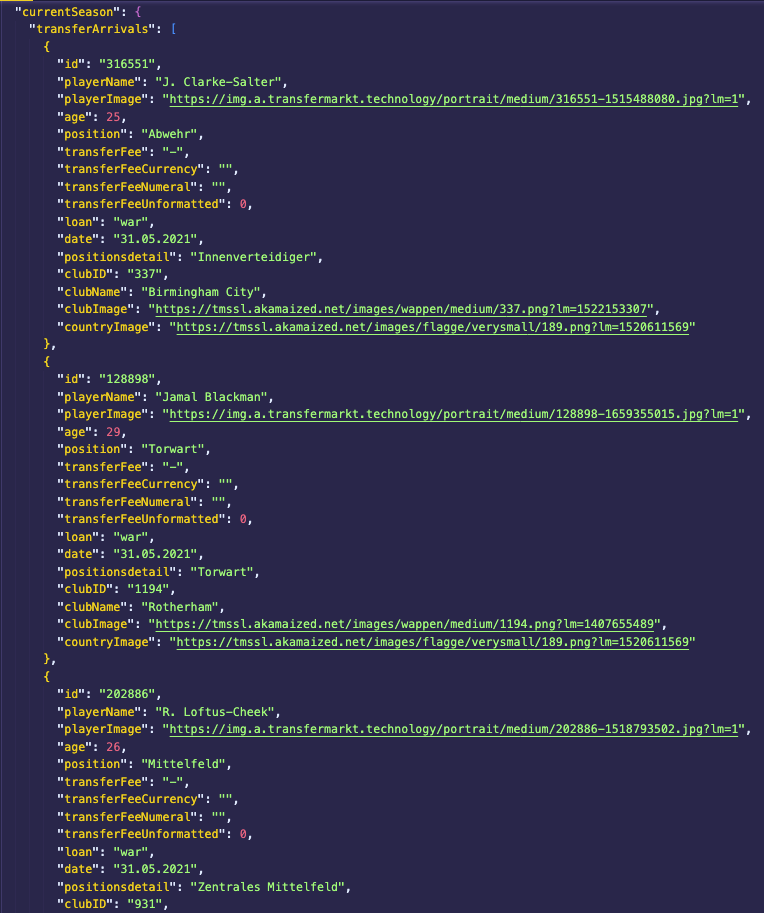 "currentSeason": {
"transferArrivals": [
{
"id": "316551",
"playerName": "J. Clarke-Salter",
"playerImage": "https://img.a.transfermarkt.technology/portrait/medium/316551-1515488080.jpg?lm=1",
"age": 25,
"position": "Abwehr",
"transferFee": "-",
"transferFeeCurrency": "",
"transferFeeNumeral": "",
"transferFeeUnformatted": 0,
"loan": "war",
"date": "31.05.2021",
"positionsdetail": "Innenverteidiger",
"clubID": "337",
"clubName": "Birmingham City",
"clubImage": "https://tmssl.akamaized.net/images/wappen/medium/337.png?lm=1522153307",
"countryImage": "https://tmssl.akamaized.net/images/flagge/verysmall/189.png?lm=1520611569"
},
{
"id": "128898",
"playerName": "Jamal Blackman",
"playerImage": "https://img.a.transfermarkt.technology/portrait/medium/128898-1659355015.jpg?lm=1",
"age": 29,
"position": "Torwart",
"transferFee": "-",
"transferFeeCurrency": "",
"transferFeeNumeral": "",
"transferFeeUnformatted": 0,
"loan": "war",
"date": "31.05.2021",
"positionsdetail": "Torwart",
"clubID": "1194",
"clubName": "Rotherham",
"clubImage": "https://tmssl.akamaized.net/images/wappen/medium/1194.png?lm=1407655489",
"countryImage": "https://tmssl.akamaized.net/images/flagge/verysmall/189.png?lm=1520611569"
},
{
"id": "202886",
"playerName": "R. Loftus-Cheek",
"playerImage": "https://img.a.transfermarkt.technology/portrait/medium/202886-1518793502.jpg?lm=1",
"age": 26,
"position": "Mittelfeld",
"transferFee": "-",
"transferFeeCurrency": "",
"transferFeeNumeral": "",
"transferFeeUnformatted": 0,
"loan": "war",
"date": "31.05.2021",
"positionsdetail": "Zentrales Mittelfeld",
"clubID": "931",